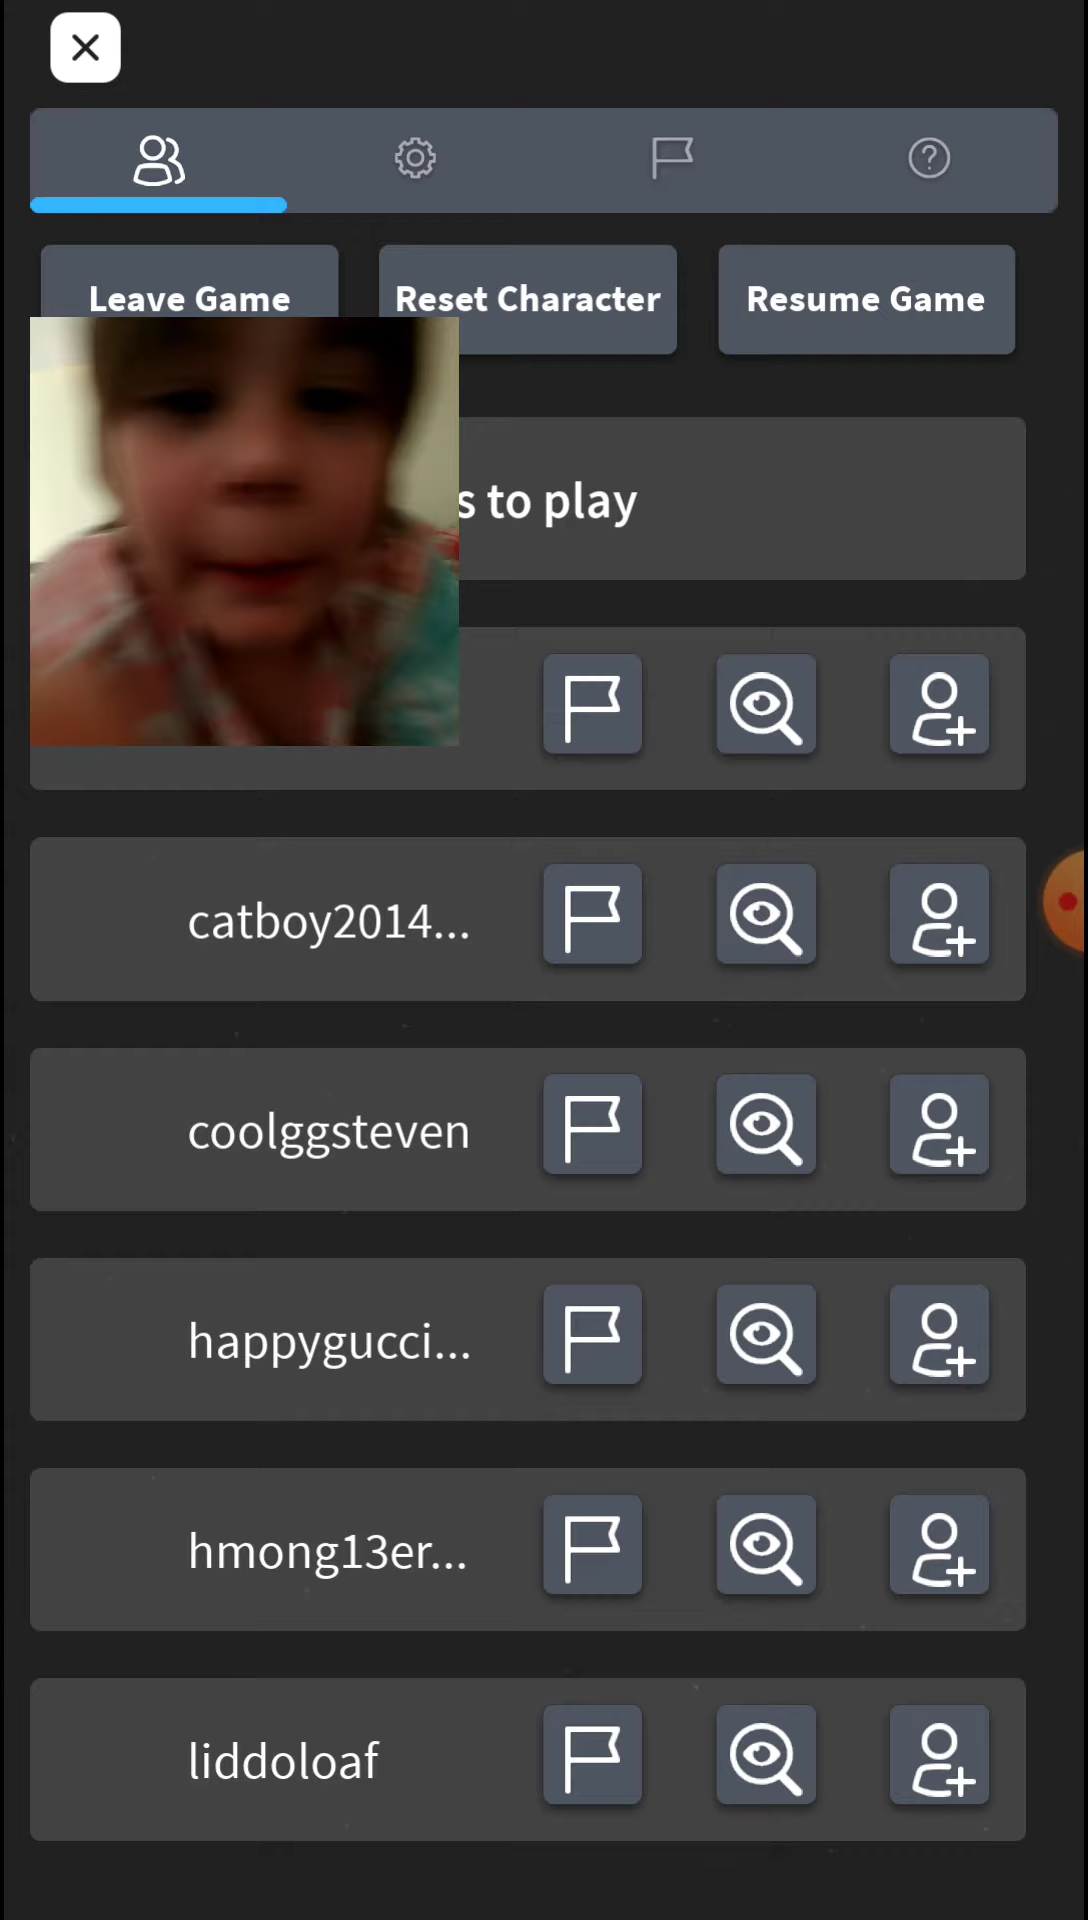 Leave Game
Reset Character
Resume Game
s to play
catboy2014...
coolggsteven
happygucci...
hmong13er...
liddoloaf